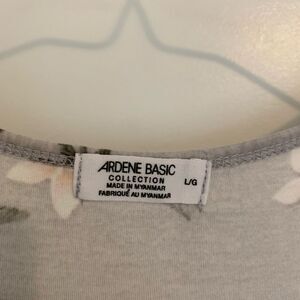 ARDENE BASIC
COLLECTION
MADE IN MYANMAR
FABRIQUÉ AU MYANMAR
L/G